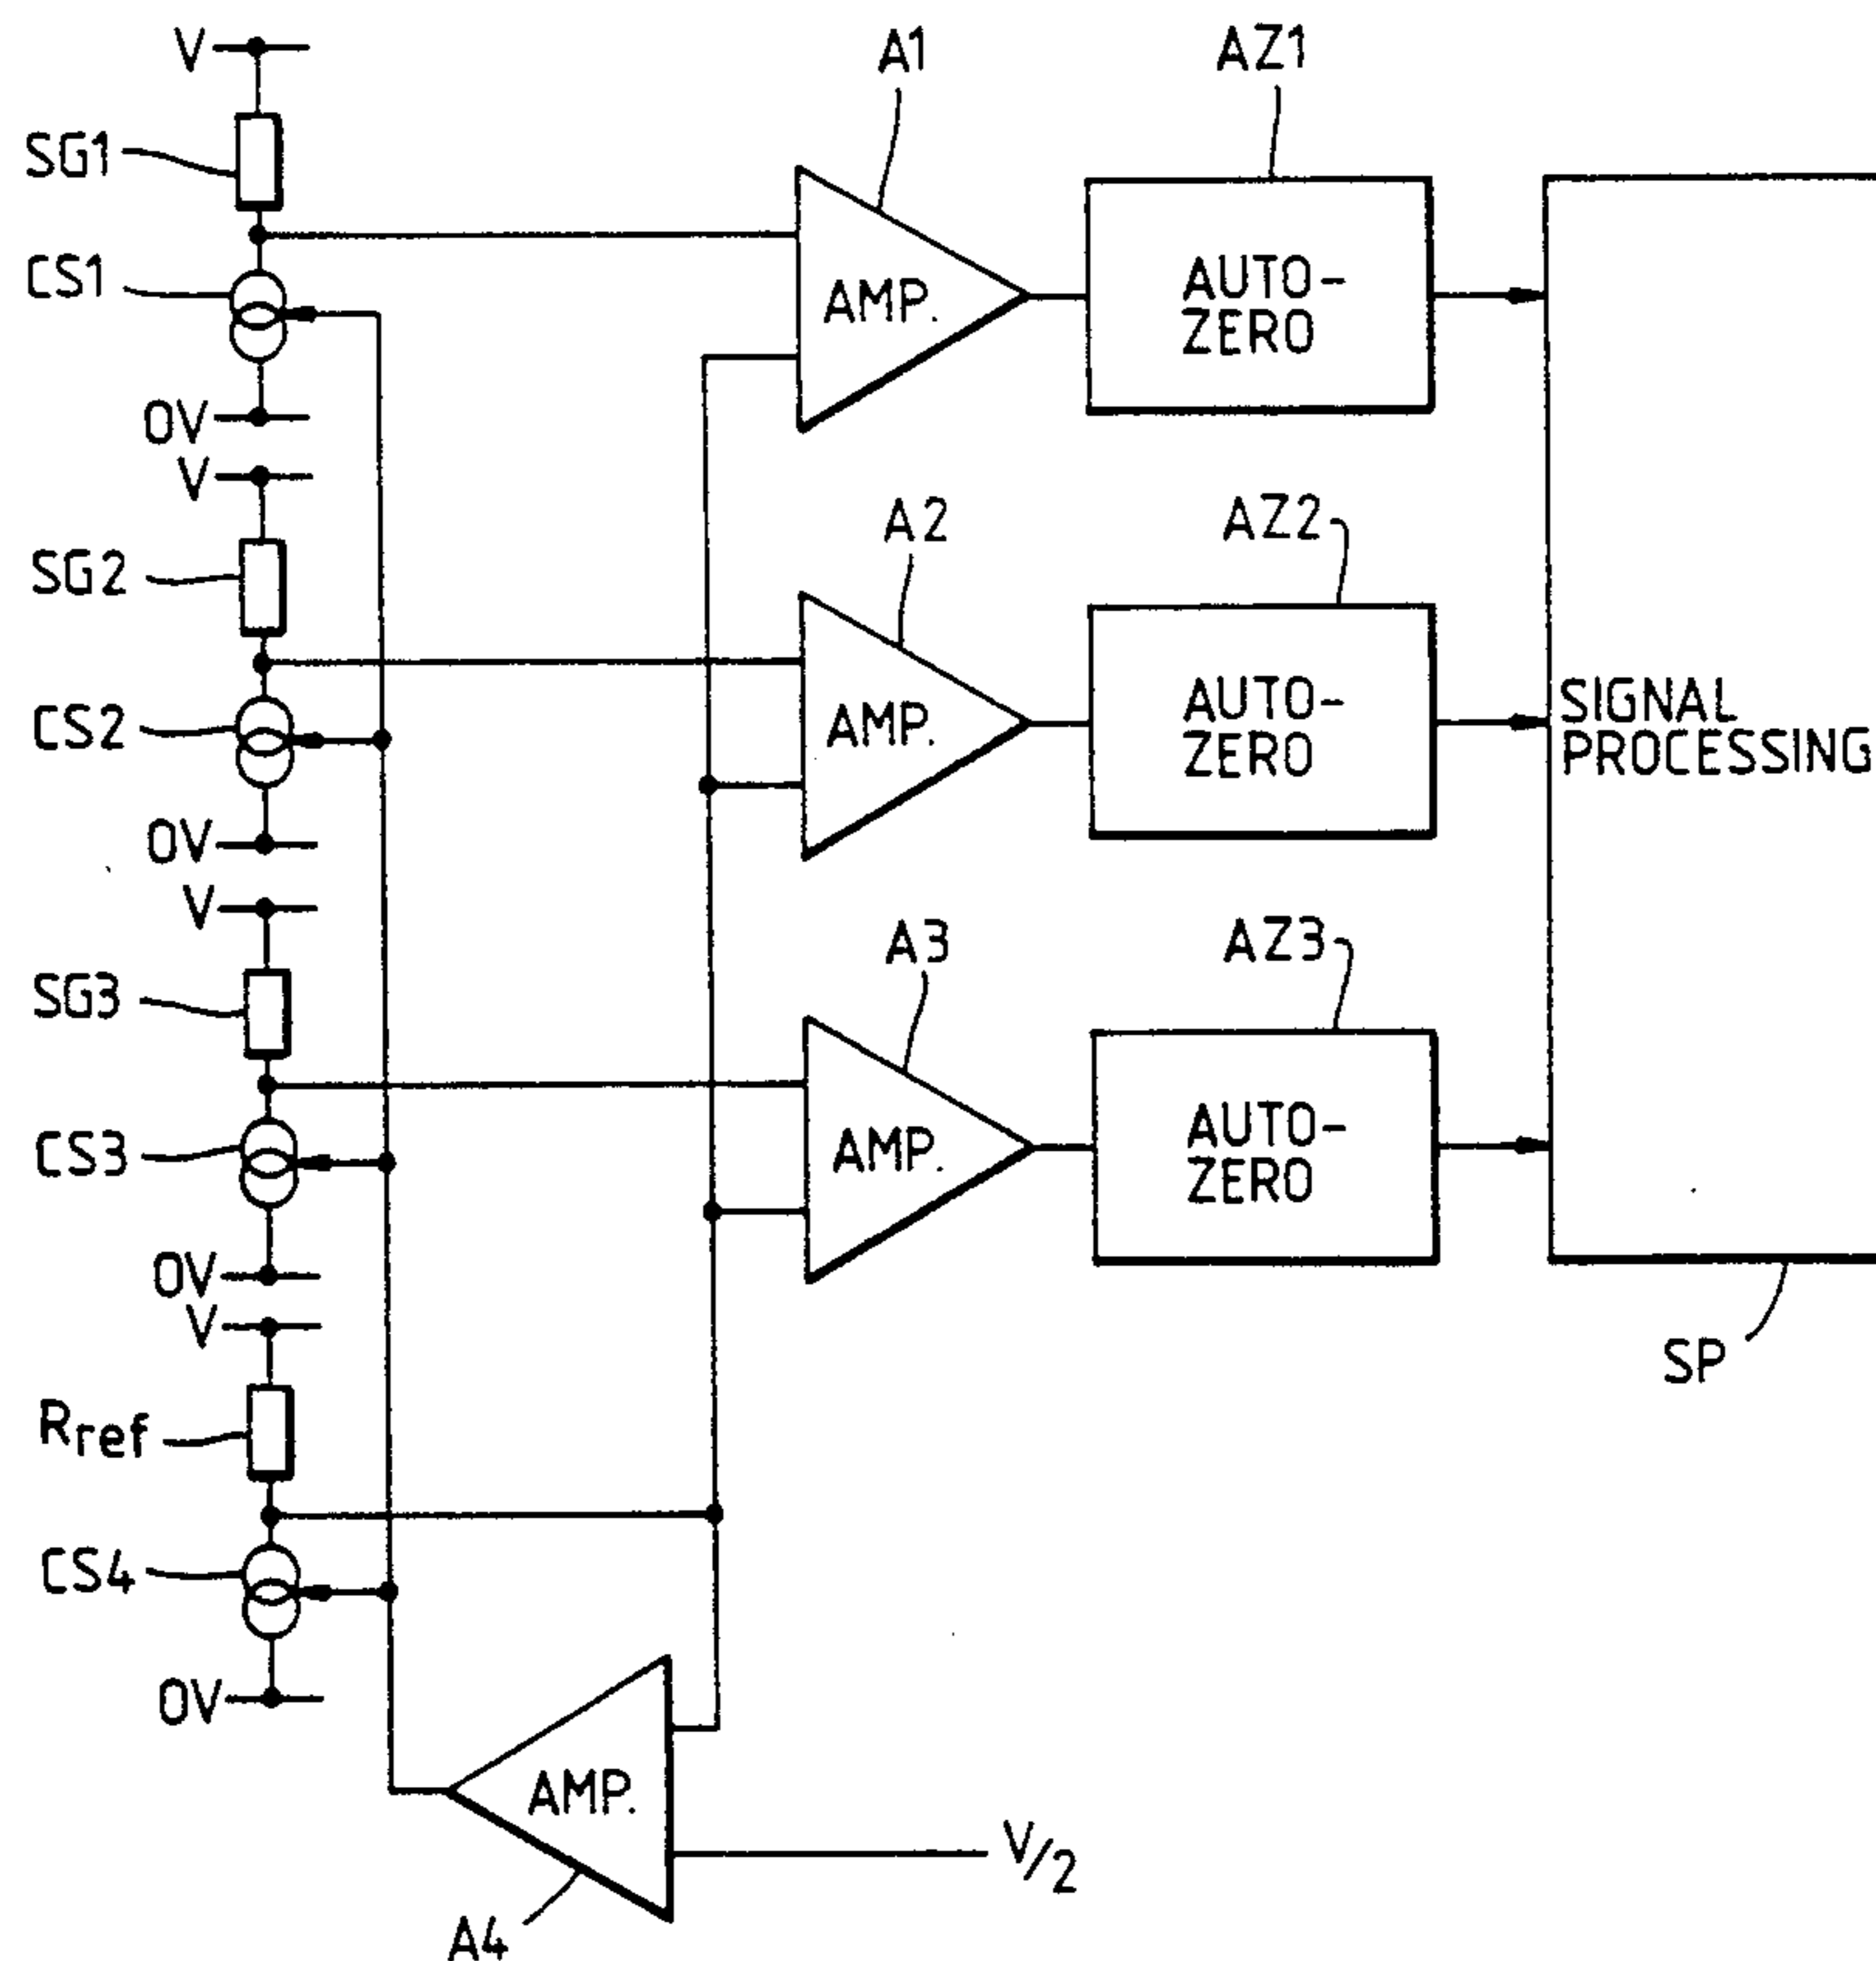 V
A1
AZ1
SG1
CS1
AMP.
AUTO-
ZERO
0V
V
A2
AZ2
SG2
CS2
AMP.
AUTO-
ZERO
SIGNAL
PROCESSING
0V
V
A3
AZ3
SG3
CS3
AMP.
AUTO-
ZERO
0V
V
SP
Rref
CS4
0V
AMP.
V/2
A4